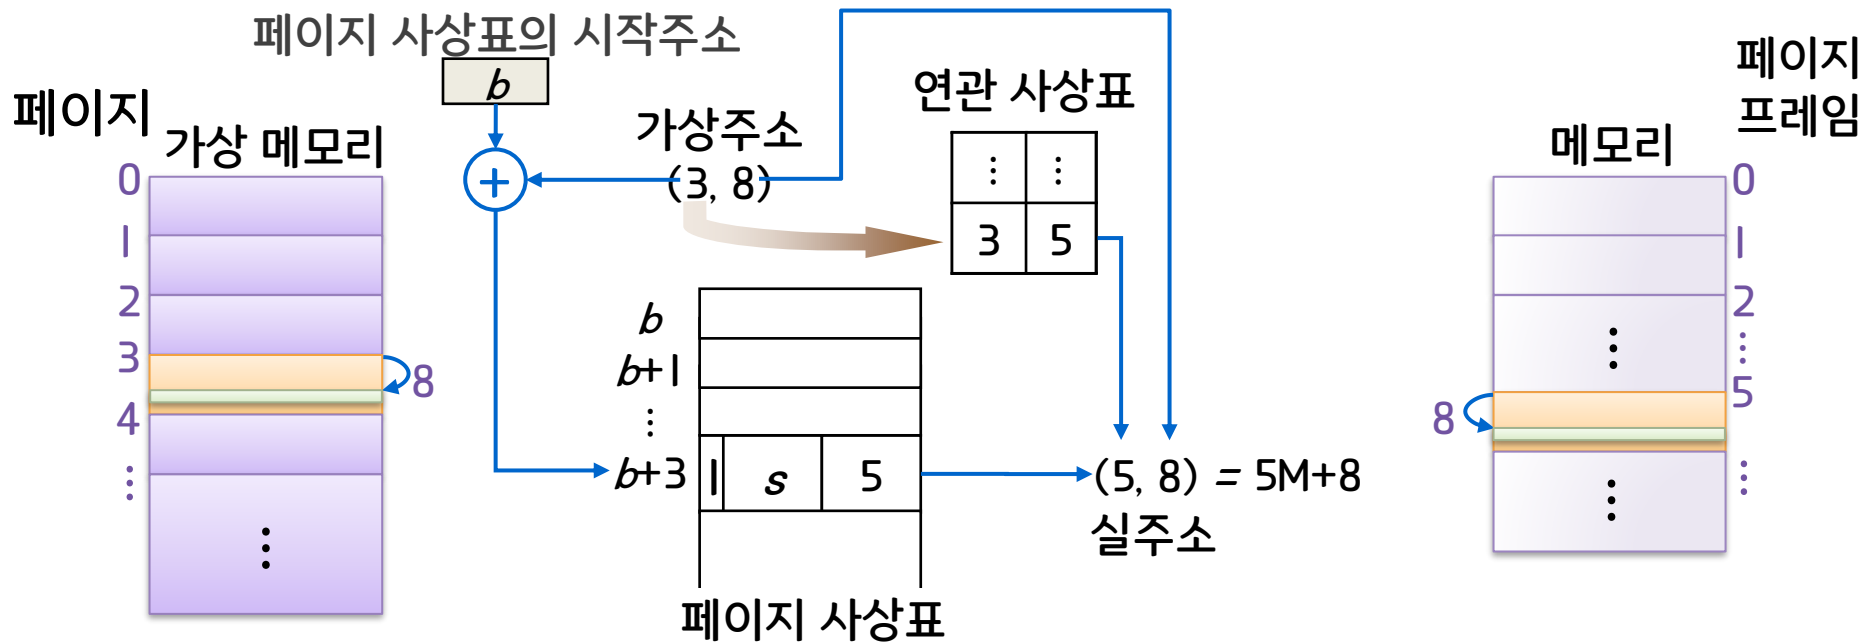 페이지 사상표의 시작주소
b
페이지
가상 메모리
0
1
2
3
4
⋮
⋮
8
+
가상주소
(3, 8)
연관 사상표
⋮ ⋮
3 5
b
b+1
⋮
b+3 1 s 5
페이지 사상표
(5, 8) = 5M+8
실주소
메모리
페이지
프레임
0
1
2
⋮
5
⋮
⋮
8
⋮